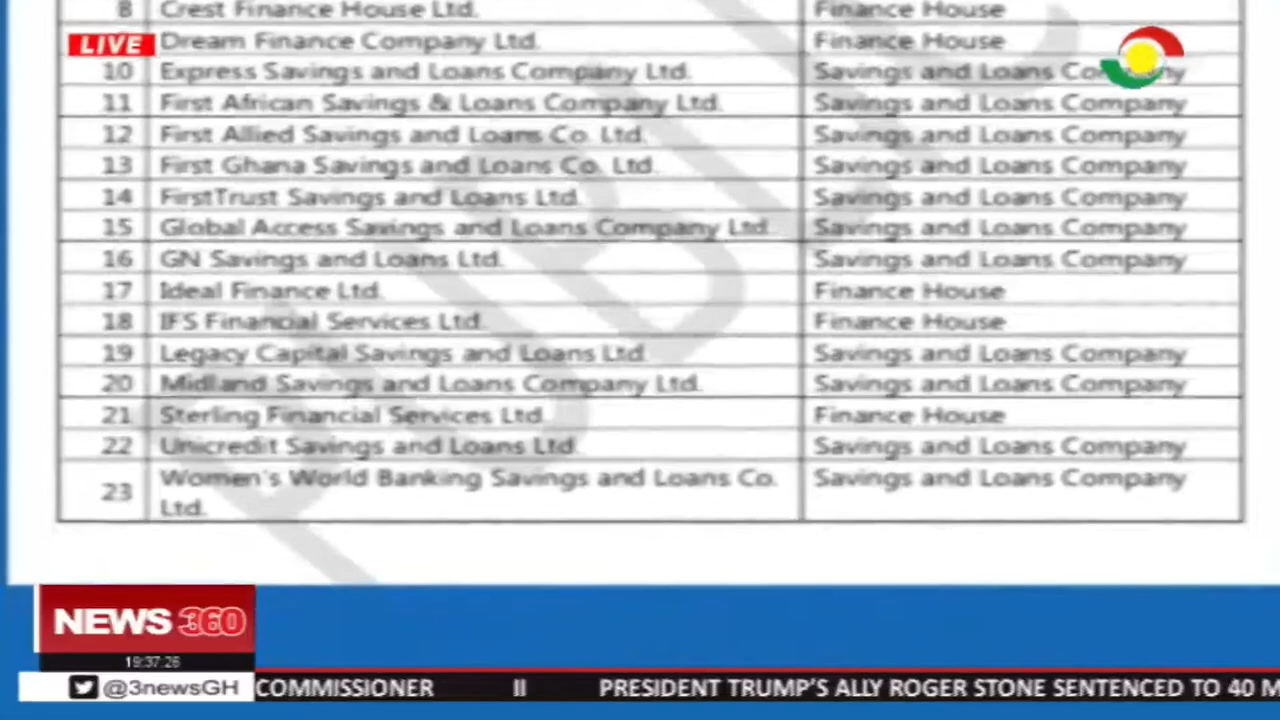 8 Crest Finance House Ltd. Finance House
LIVE Dream Finance Company Ltd. Finance House
10 Express Savings and Loans Company Ltd. Savings and Loans Company
11 First African Savings & Loans Company Ltd. Savings and Loans Company
12 First Allied Savings and Loans Co. Ltd. Savings and Loans Company
13 First Ghana Savings and Loans Co. Ltd. Savings and Loans Company
14 FirstTrust Savings and Loans Ltd. Savings and Loans Company
15 Global Access Savings and Loans Company Ltd. Savings and Loans Company
16 GN Savings and Loans Ltd. Savings and Loans Company
17 Ideal Finance Ltd. Finance House
18 IFS Financial Services Ltd. Finance House
19 Legacy Capital Savings and Loans Ltd. Savings and Loans Company
20 Midland Savings and Loans Company Ltd. Savings and Loans Company
21 Sterling Financial Services Ltd. Finance House
22 Unicredit Savings and Loans Ltd. Savings and Loans Company
23 Women's World Banking Savings and Loans Co. Savings and Loans Company
Ltd.
NEWS 360
19:37:26
@3newsGH COMMISSIONER II PRESIDENT TRUMP'S ALLY ROGER STONE SENTENCED TO 40 M